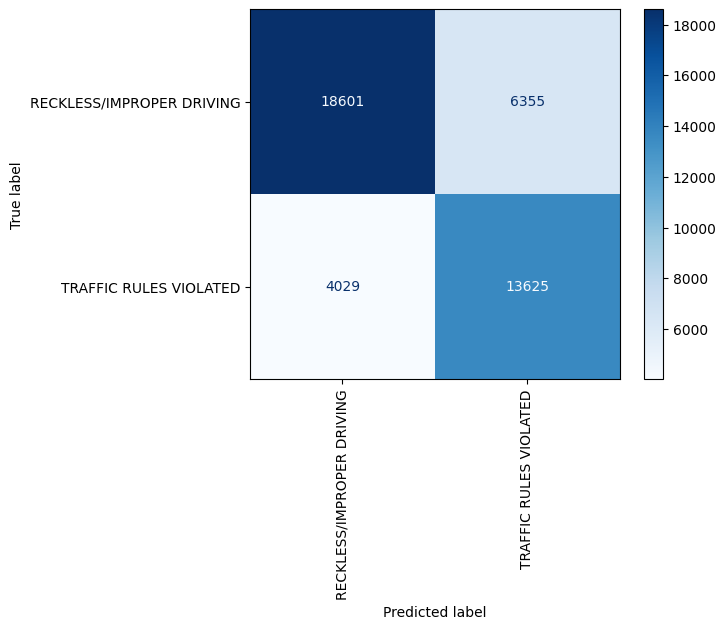 RECKLESS/IMPROPER DRIVING
TRAFFIC RULES VIOLATED
True label
18601
6355
4029
13625
RECKLESS/IMPROPER DRIVING
TRAFFIC RULES VIOLATED
Predicted label
18000
16000
14000
12000
10000
8000
6000